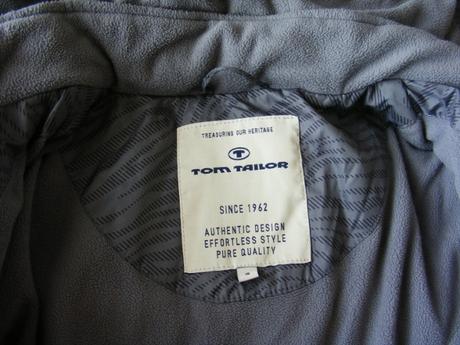 TREASURING OUR HERITAGE
T
TOM TAILOR
SINCE 1962
AUTHENTIC DESIGN
EFFORTLESS STYLE
PURE QUALITY